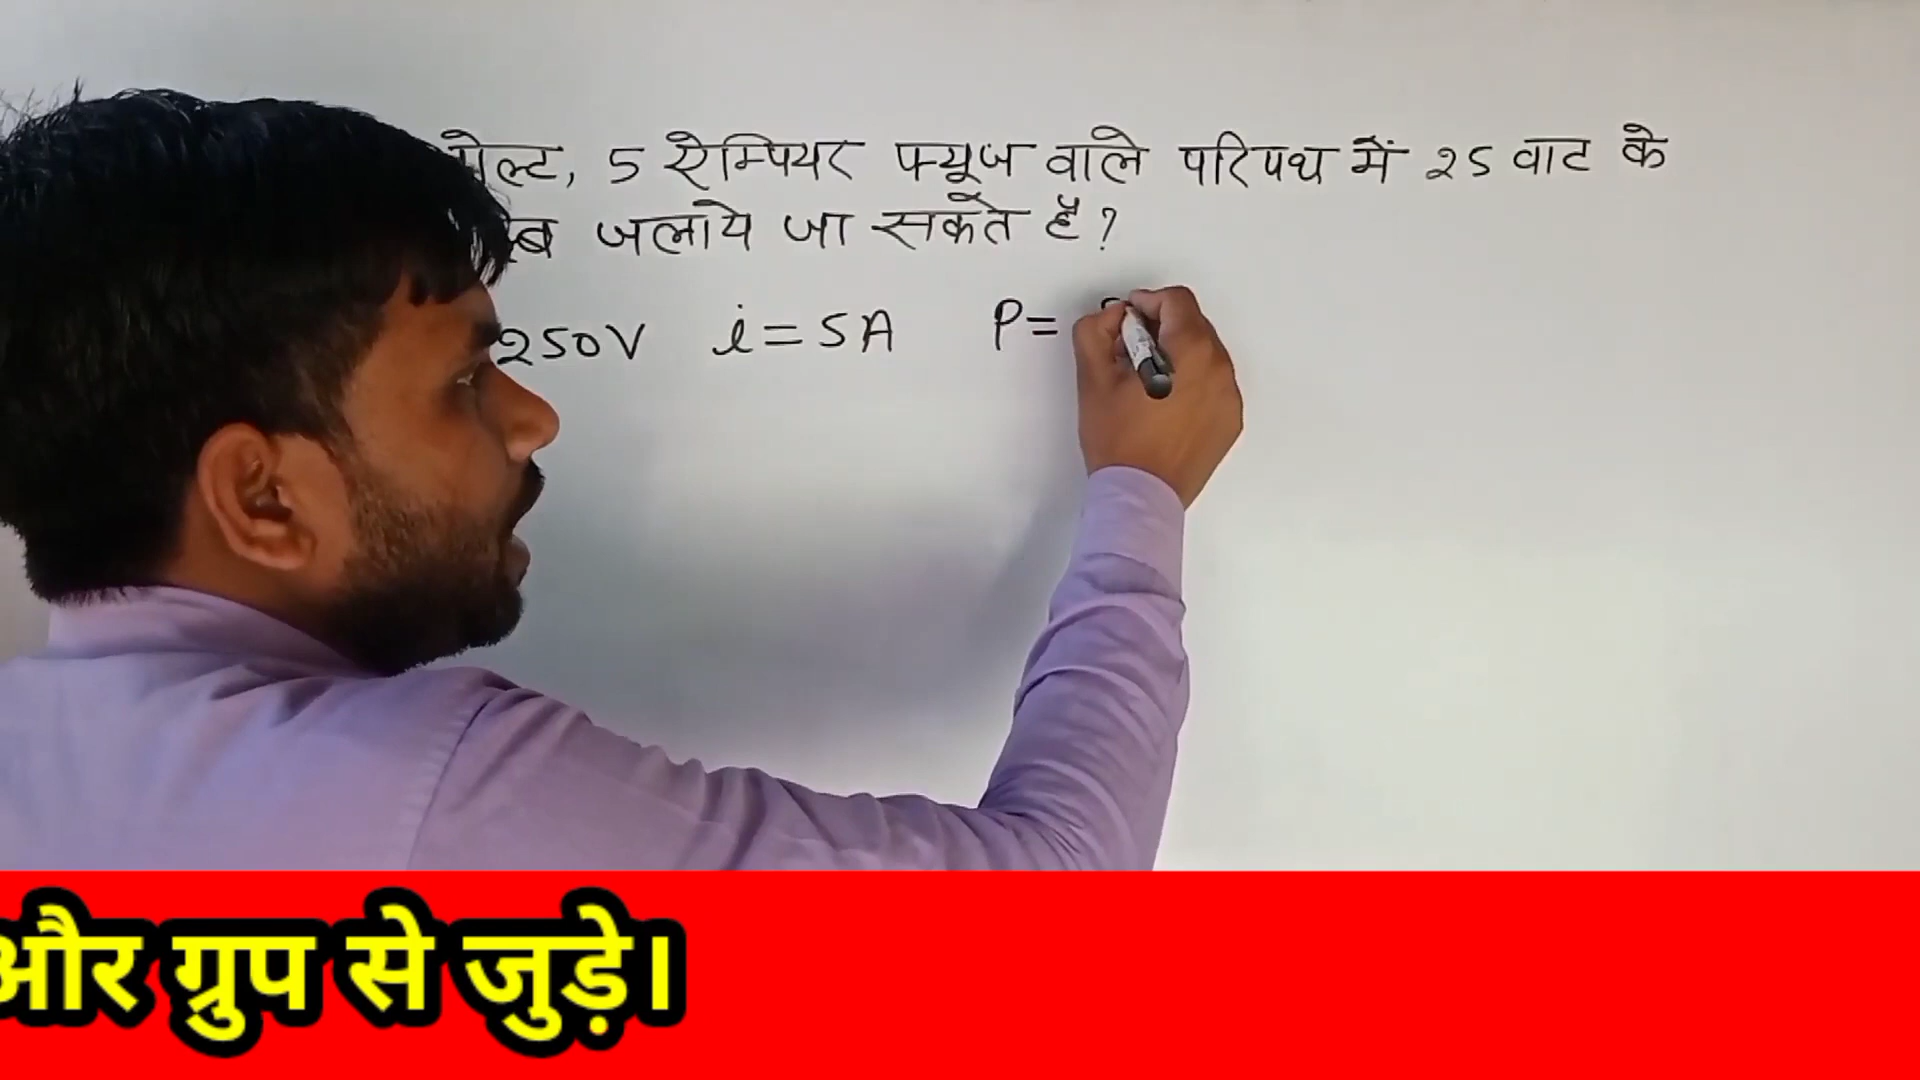 5 ऐम्पियर फ्यूज वाले परिपथ में 25 वाट के
जलाये जा सकते हैं?
250V i = 5A P=
और ग्रुप से जुड़े।